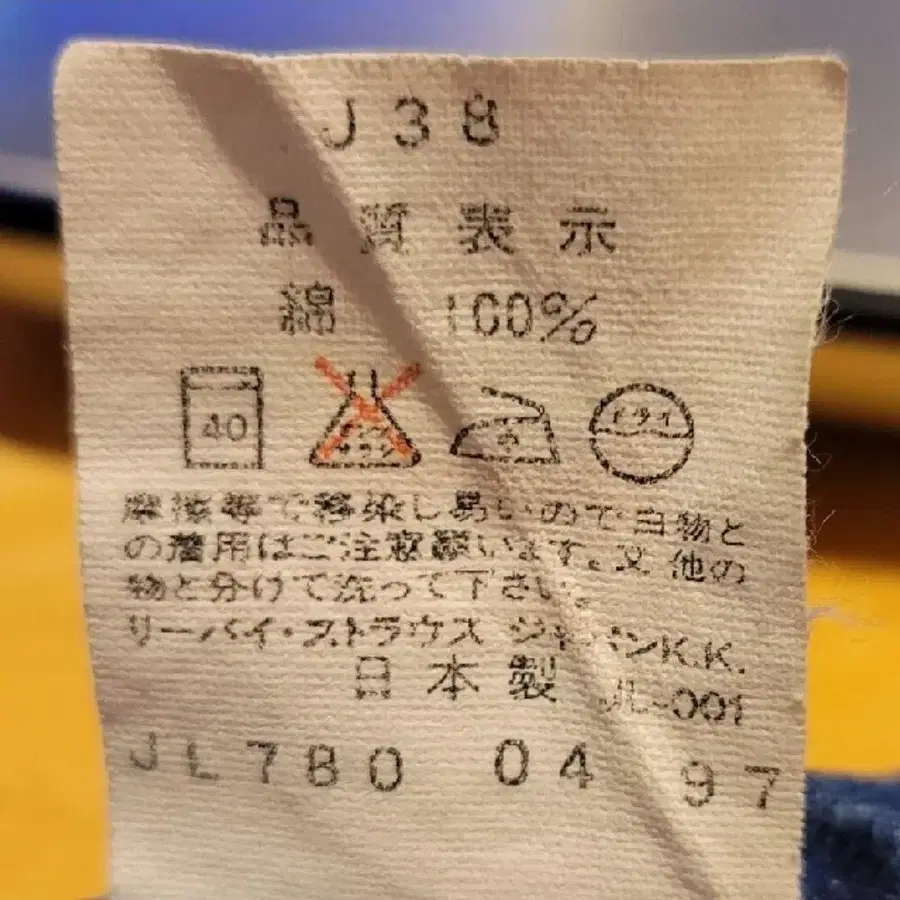 J38
品質表示
綿 100%
40 ドライ
摩擦等で移染し易いので白物と
の着用はご注意願います。又他の
物と分けて洗って下さい。
リーバイ・ストラウス ジャパンK.K.
日本製 JL-001
JL780 04 97